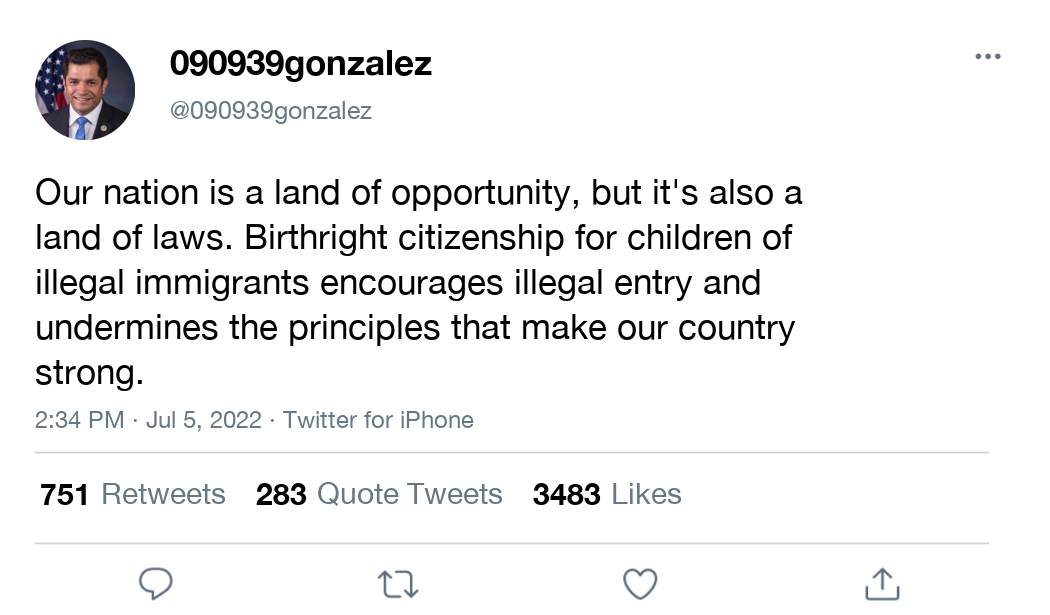 090939gonzalez
@090939gonzalez
Our nation is a land of opportunity, but it's also a
land of laws. Birthright citizenship for children of
illegal immigrants encourages illegal entry and
undermines the principles that make our country
strong.
2:34 PM · Jul 5, 2022 · Twitter for iPhone
751 Retweets 283 Quote Tweets 3483 Likes